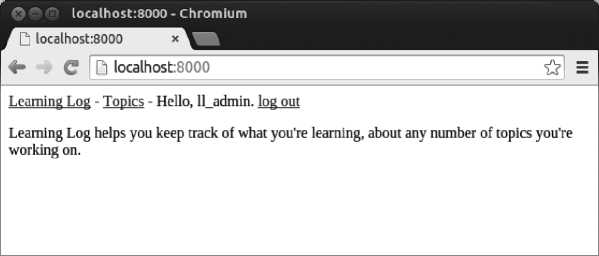 localhost:8000 - Chromium
localhost:8000
localhost:8000
Learning Log - Topics - Hello, ll_admin. log out
Learning Log helps you keep track of what you're learning, about any number of topics you're
working on.